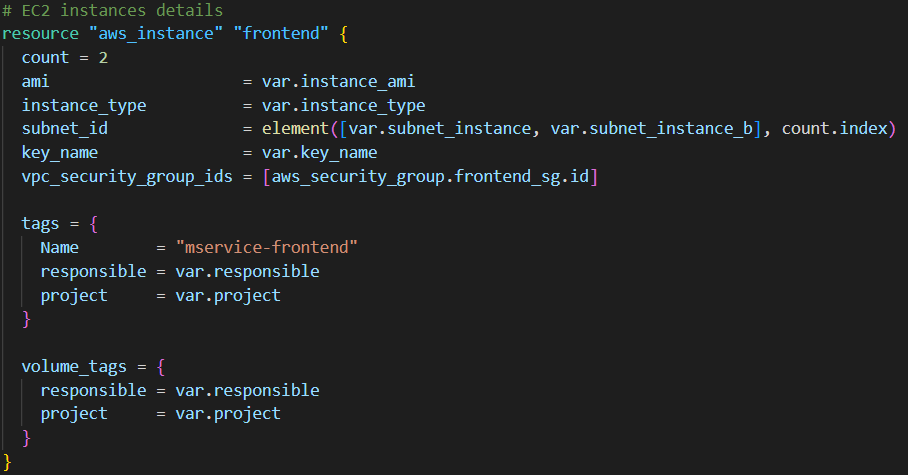 # EC2 instances details
resource "aws_instance" "frontend" {
  count = 2
  ami                    = var.instance_ami
  instance_type          = var.instance_type
  subnet_id              = element([var.subnet_instance, var.subnet_instance_b], count.index)
  key_name               = var.key_name
  vpc_security_group_ids = [aws_security_group.frontend_sg.id]

  tags = {
    Name        = "mservice-frontend"
    responsible = var.responsible
    project     = var.project
  }

  volume_tags = {
    responsible = var.responsible
    project     = var.project
  }
}